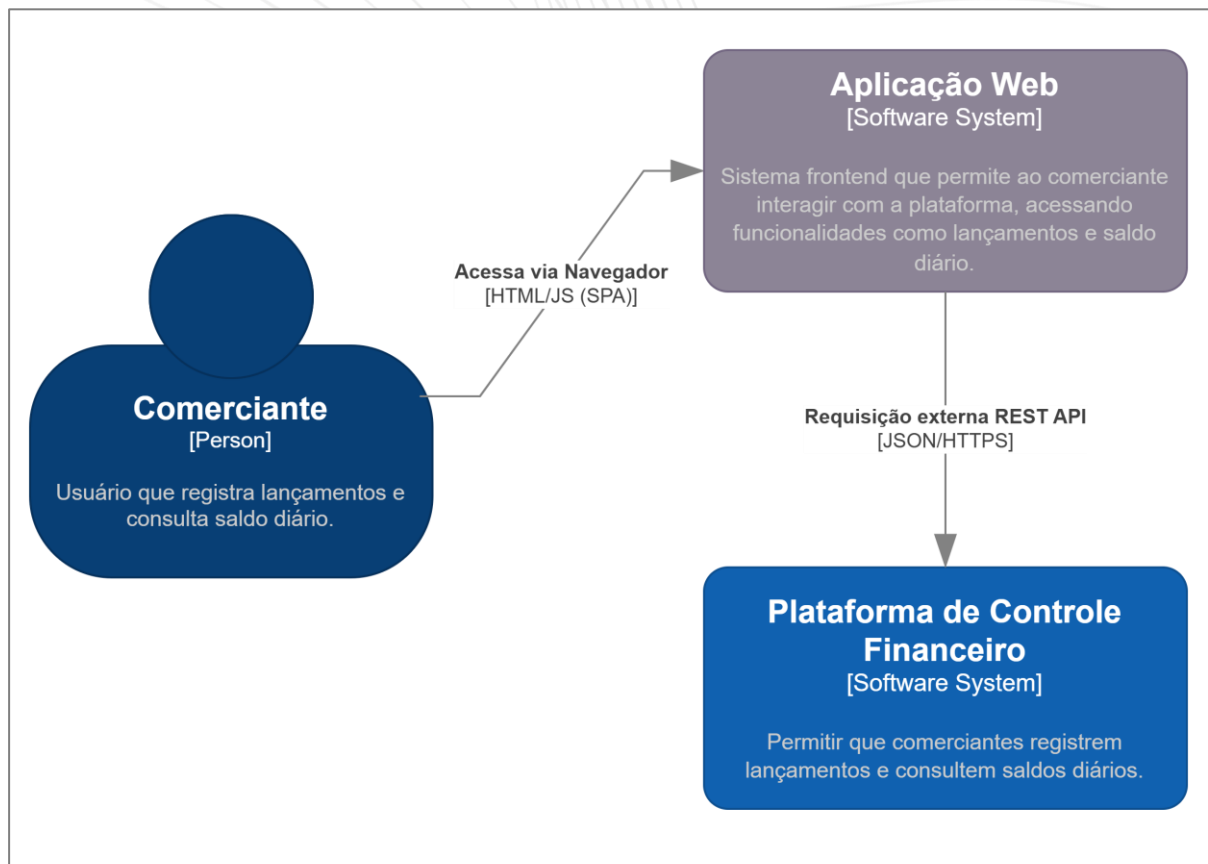 Aplicação Web
[Software System]
Sistema frontend que permite ao comerciante
interagir com a plataforma, acessando
funcionalidades como lançamentos e saldo
diário.
Acessa via Navegador
[HTML/JS (SPA)]
Comerciante
[Person]
Usuário que registra lançamentos e
consulta saldo diário.
Requisição externa REST API
[JSON/HTTPS]
Plataforma de Controle
Financeiro
[Software System]
Permitir que comerciantes registrem
lançamentos e consultem saldos diários.